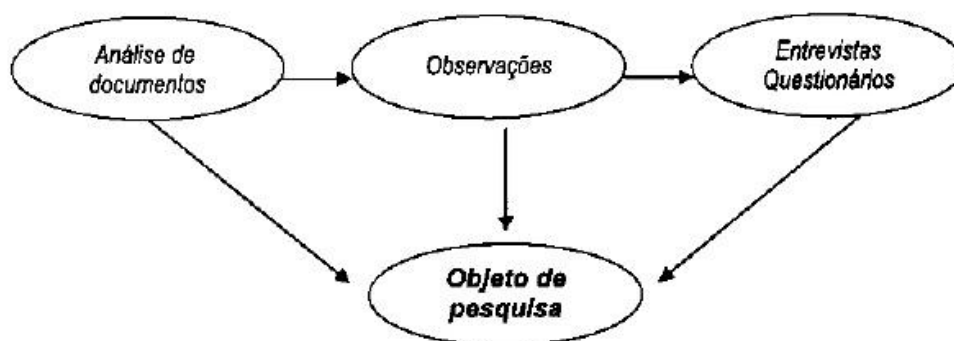 Análise de
documentos
Observações
Entrevistas
Questionários
Objeto de
pesquisa